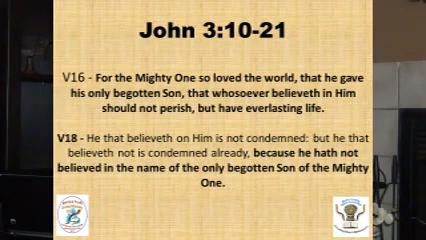 John 3:10-21
V16 - For the Mighty One so loved the world, that he gave
his only begotten Son, that whosoever believeth in Him
should not perish, but have everlasting life.
V18 - He that believeth on Him is not condemned: but he that
believeth not is condemned already, because he hath not
believed in the name of the only begotten Son of the Mighty
One.